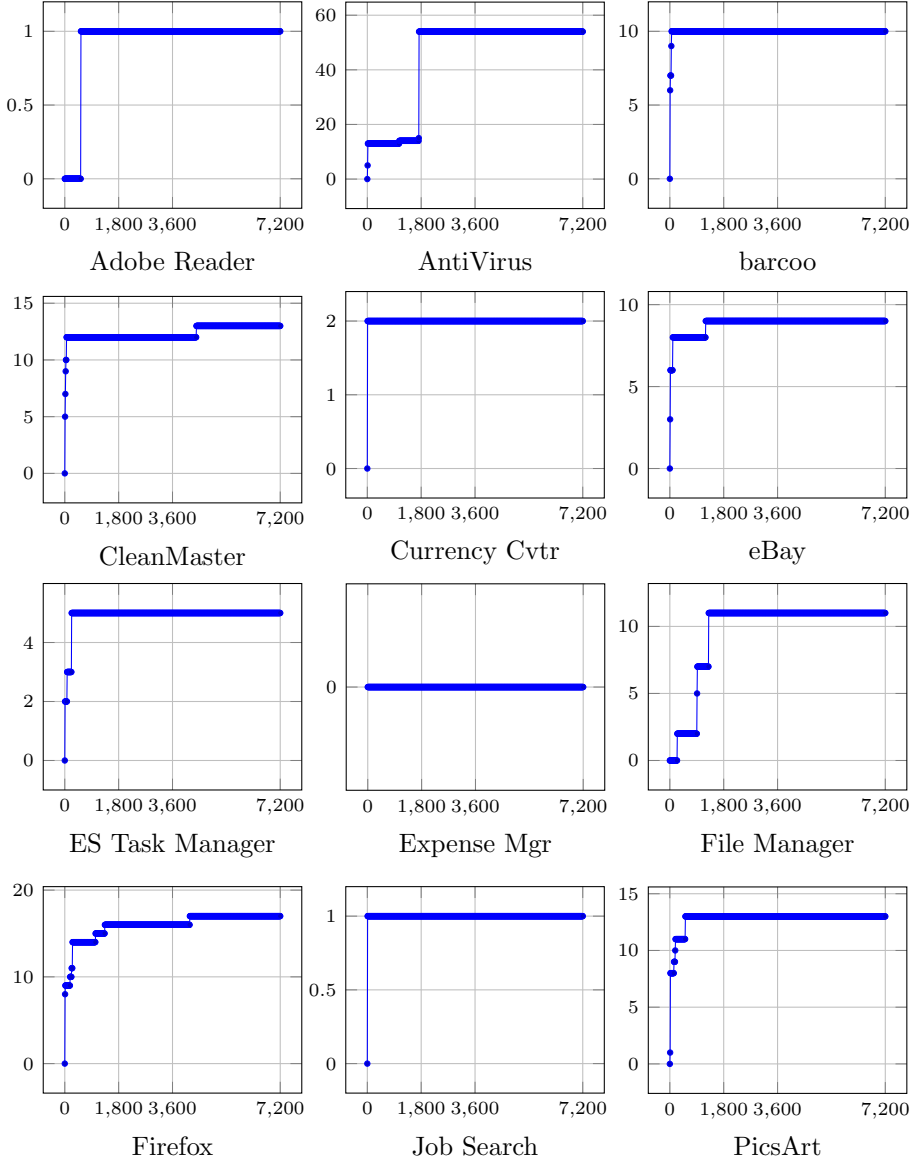 1
0.5
0
0 1,800 3,600 7,200
Adobe Reader
60
40
20
0
0 1,800 3,600 7,200
AntiVirus
10
5
0
0 1,800 3,600 7,200
barcoo
15
10
5
0
0 1,800 3,600 7,200
CleanMaster
2
1
0
0 1,800 3,600 7,200
Currency Cvtr
10
5
0
0 1,800 3,600 7,200
eBay
4
2
0
0 1,800 3,600 7,200
ES Task Manager
0
0 1,800 3,600 7,200
Expense Mgr
10
5
0
0 1,800 3,600 7,200
File Manager
20
10
0
0 1,800 3,600 7,200
Firefox
1
0.5
0
0 1,800 3,600 7,200
Job Search
15
10
5
0
0 1,800 3,600 7,200
PicsArt